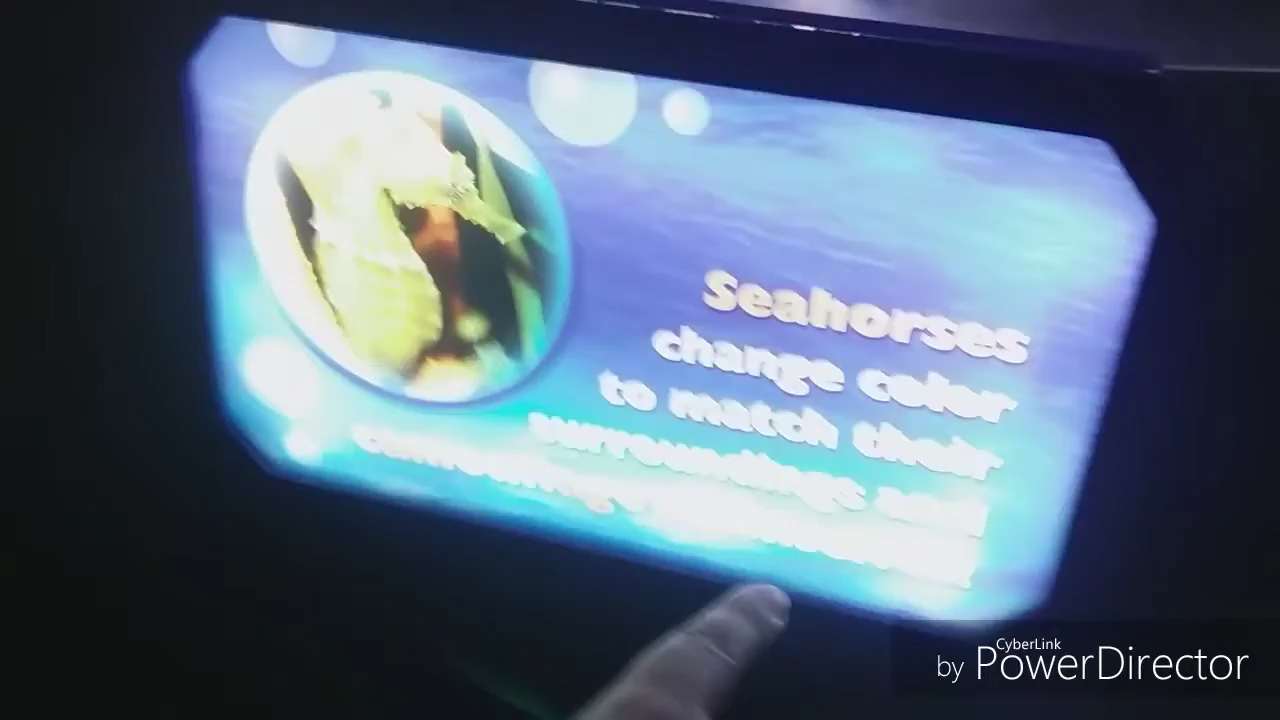 Seahorses
change color
to match their
surroundings and
CyberLink
by PowerDirector